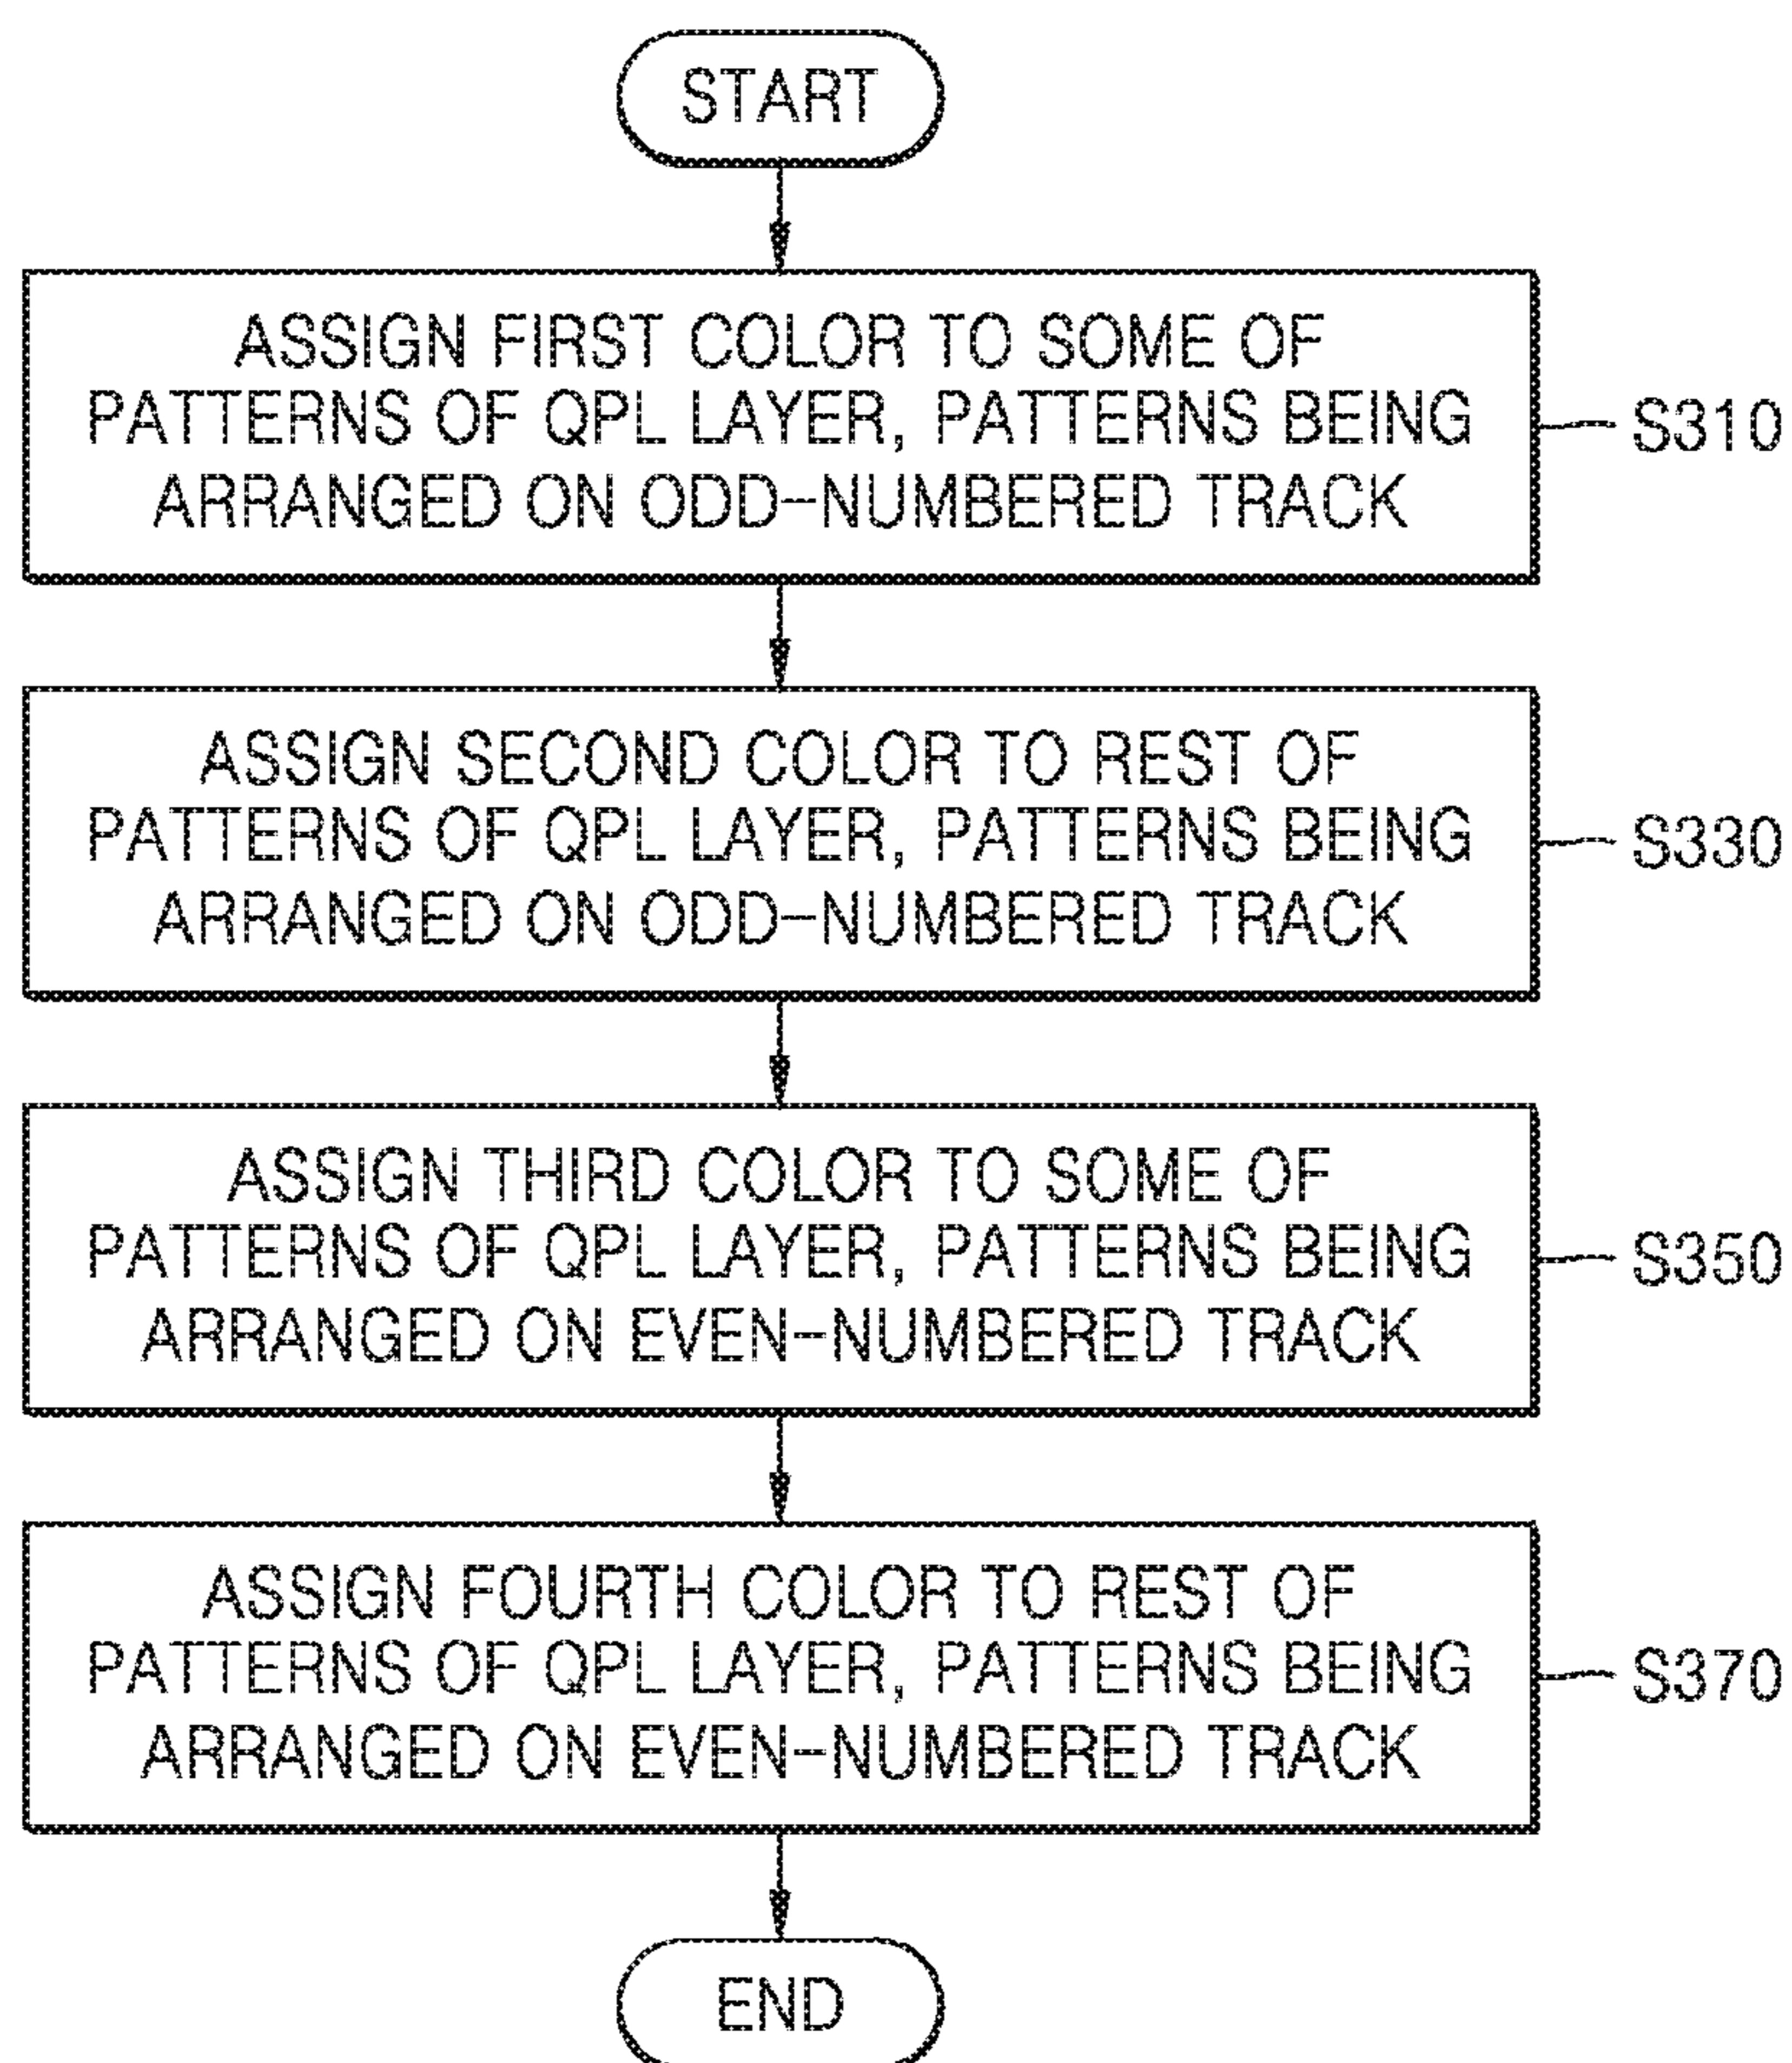 START
ASSIGN FIRST COLOR TO SOME OF
PATTERNS OF QPL LAYER, PATTERNS BEING
ARRANGED ON ODD-NUMBERED TRACK
S310
ASSIGN SECOND COLOR TO REST OF
PATTERNS OF QPL LAYER, PATTERNS BEING
ARRANGED ON ODD-NUMBERED TRACK
S330
ASSIGN THIRD COLOR TO SOME OF
PATTERNS OF QPL LAYER, PATTERNS BEING
ARRANGED ON EVEN-NUMBERED TRACK
S350
ASSIGN FOURTH COLOR TO REST OF
PATTERNS OF QPL LAYER, PATTERNS BEING
ARRANGED ON EVEN-NUMBERED TRACK
S370
END